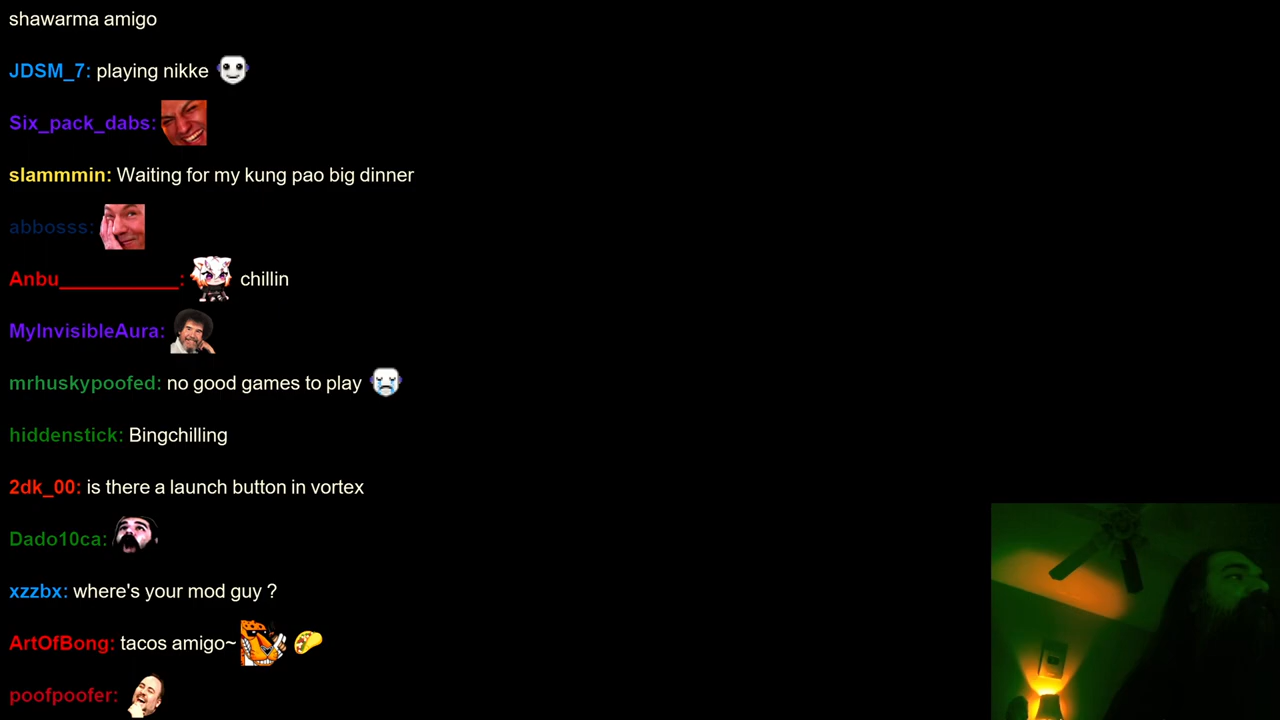 shawarma amigo
JDSM_7: playing nikke
Six_pack_dabs:
slammmin: Waiting for my kung pao big dinner
abbosss:
Anbu___________: chillin
MyInvisibleAura:
mrhuskypoofed: no good games to play
hiddenstick: Bingchilling
2dk_00: is there a launch button in vortex
Dado10ca:
xzzbx: where's your mod guy ?
ArtOfBong: tacos amigo~
poofpoofer: